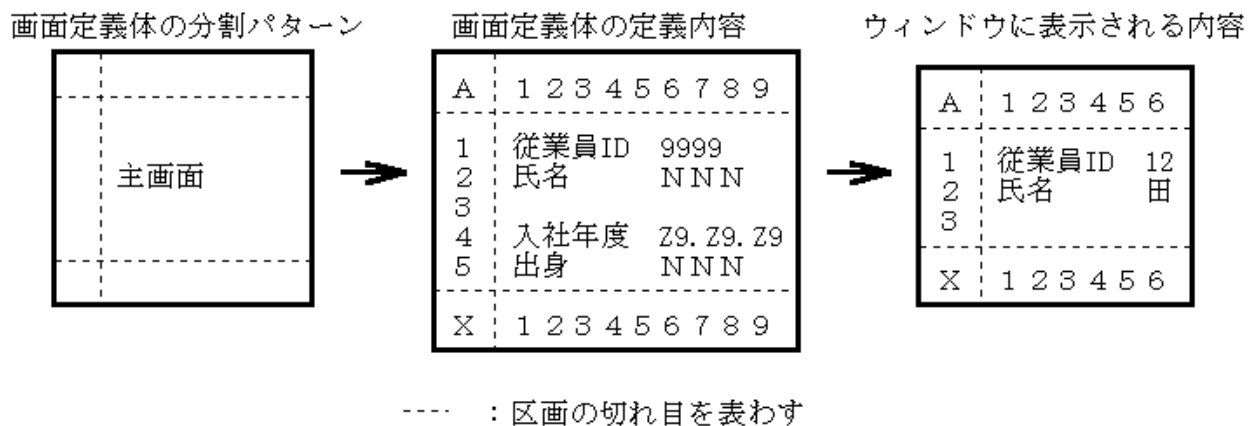 画面定義体の分割パターン
主画面
画面定義体の定義内容
A 1 2 3 4 5 6 7 8 9
1 従業員ID 9999
2 氏名 NNN
3
4 入社年度 Z9.Z9.Z9
5 出身 NNN
X 1 2 3 4 5 6 7 8 9
ウィンドウに表示される内容
A 1 2 3 4 5 6
1 従業員ID 12
2 氏名 田
3
X 1 2 3 4 5 6
---- :区画の切れ目を表わす